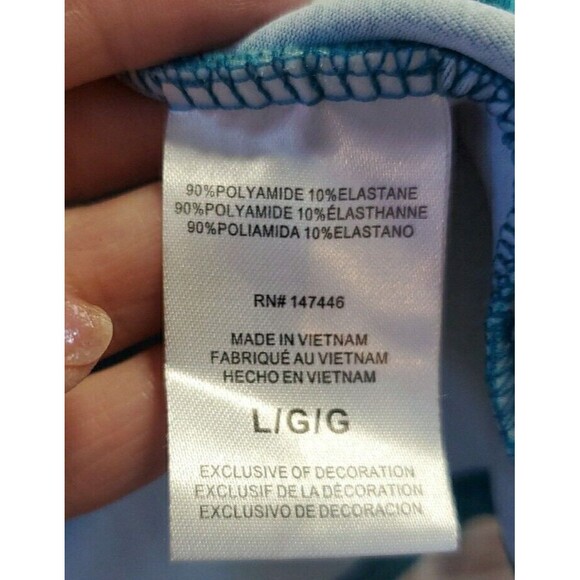 90%POLYAMIDE 10%ELASTANE
90%POLYAMIDE 10%ÉLASTHANNE
90%POLIAMIDA 10%ELASTANO
RN# 147446
MADE IN VIETNAM
FABRIQUÉ AU VIETNAM
HECHO EN VIETNAM
L/G/G
EXCLUSIVE OF DECORATION
EXCLUSIF DE LA DÉCORATION
EXCLUSIVO DE DECORACION